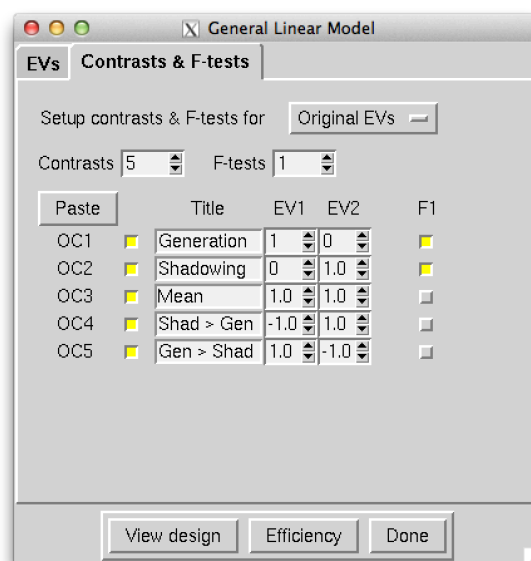 General Linear Model
EVs Contrasts & F-tests
Setup contrasts & F-tests for Original EVs
Contrasts 5 F-tests 1
Paste Title EV1 EV2 F1
OC1 Generation 1 0
OC2 Shadowing 0 1.0
OC3 Mean 1.0 1.0
OC4 Shad > Gen -1.0 1.0
OC5 Gen > Shad 1.0 -1.0
View design Efficiency Done